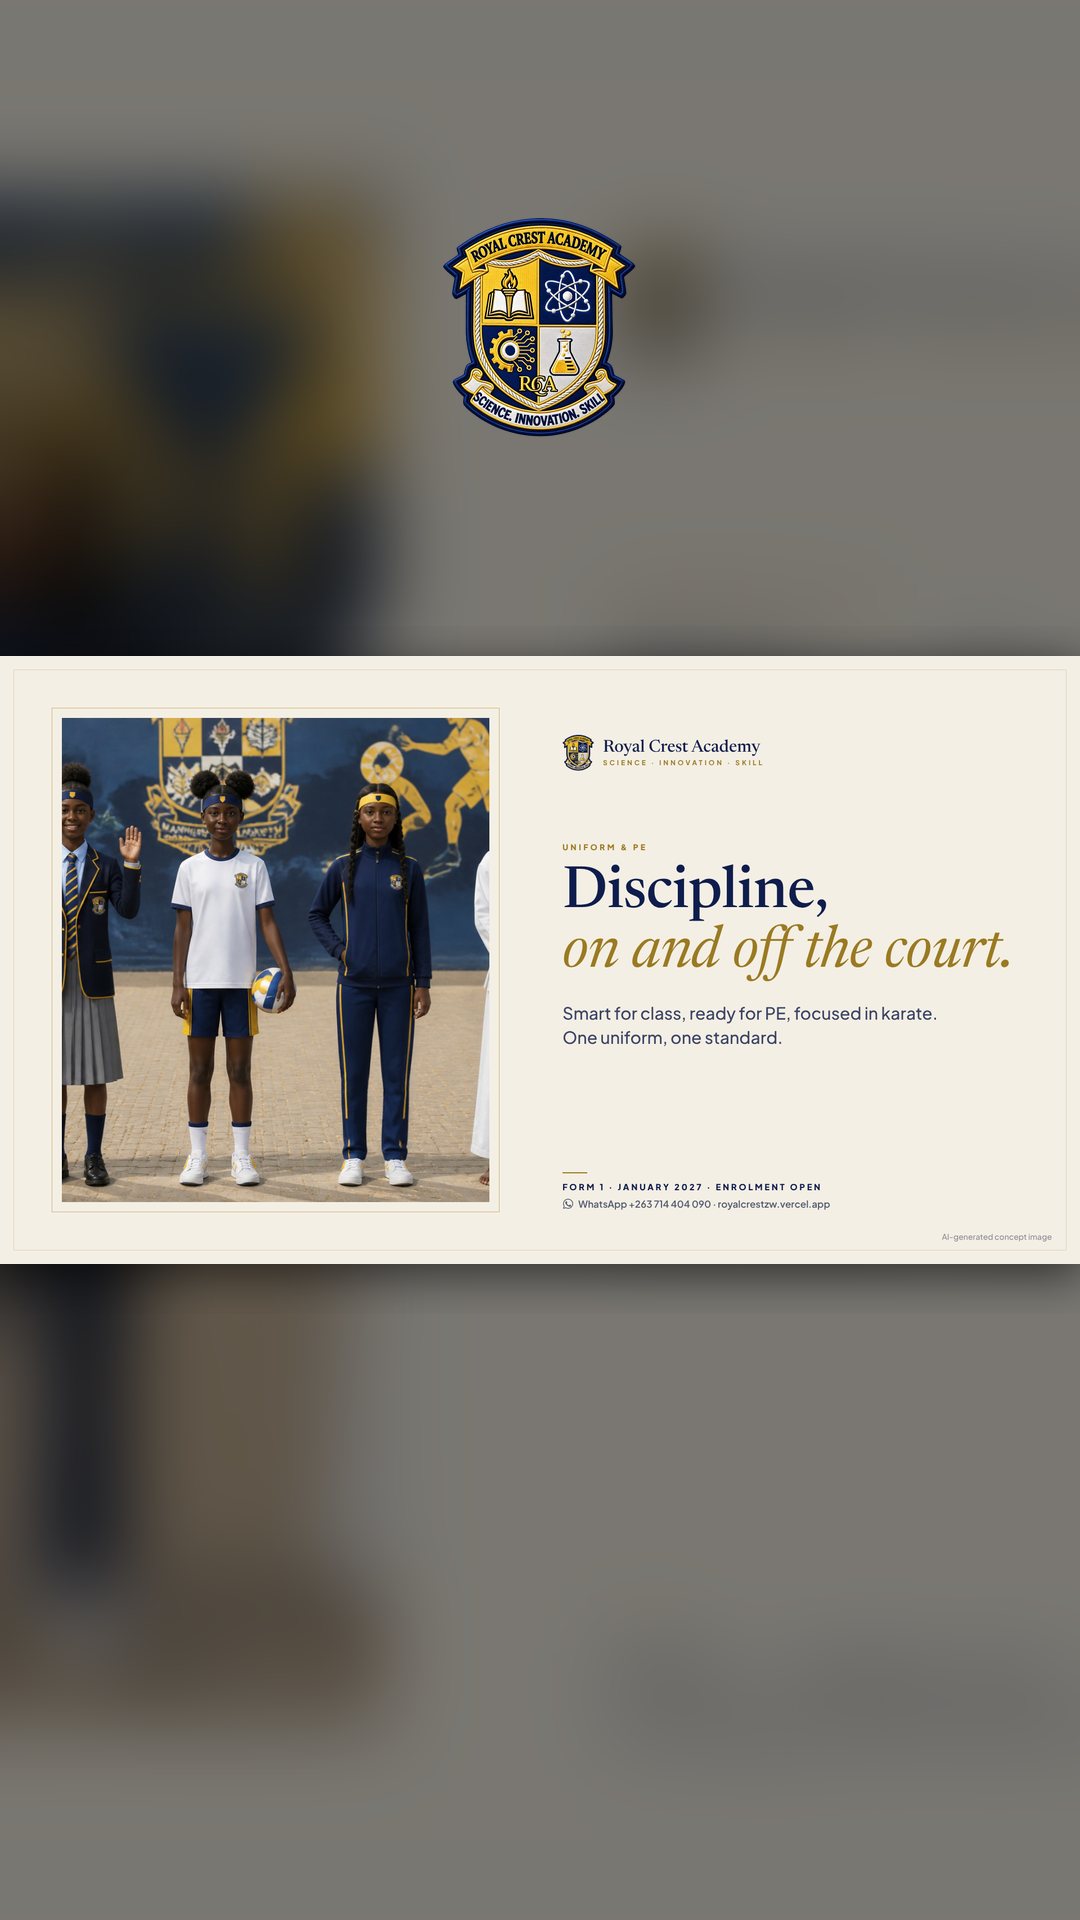 ROYAL CREST ACADEMY
RCA
SCIENCE. INNOVATION. SKILL
Royal Crest Academy
SCIENCE · INNOVATION · SKILL
UNIFORM & PE
Discipline,
on and off the court.
Smart for class, ready for PE, focused in karate.
One uniform, one standard.
FORM 1 · JANUARY 2027 · ENROLMENT OPEN
WhatsApp +263 714 404 090 · royalcrestzw.vercel.app
AI-generated concept image